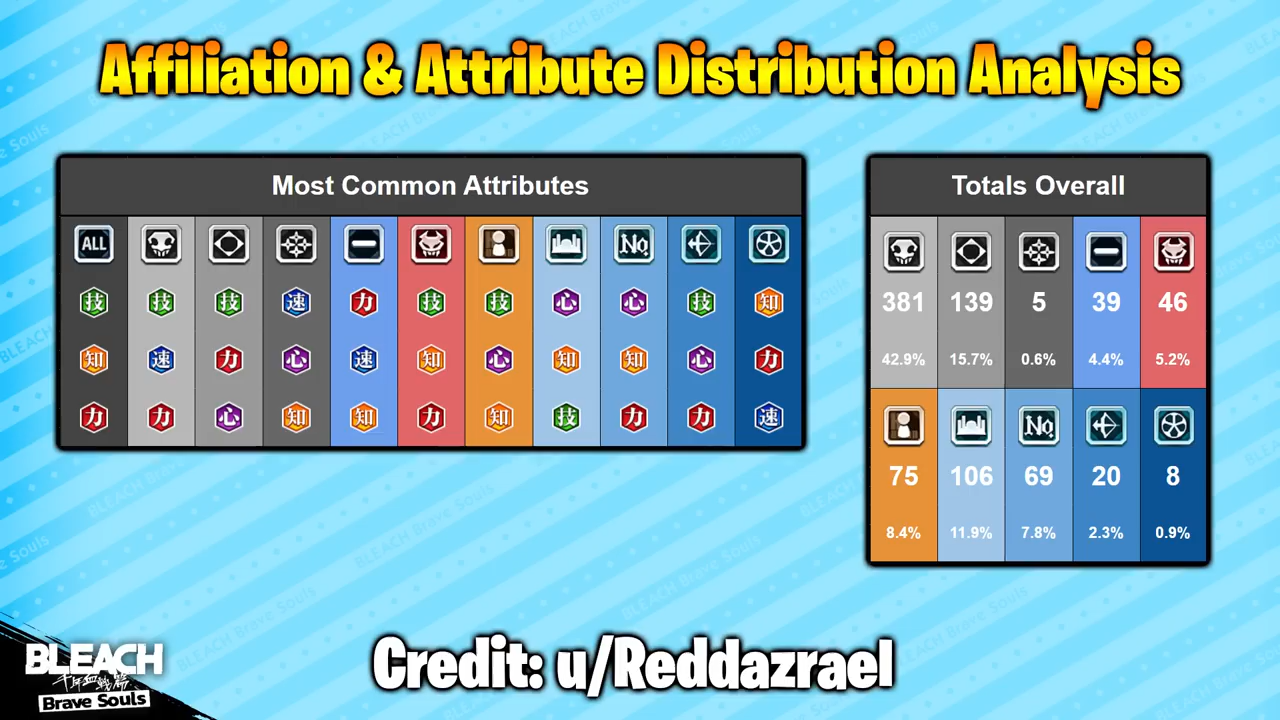 Affiliation & Attribute Distribution Analysis
Most Common Attributes
ALL No
技 技 技 速 力 技 技 心 心 技 知
知 速 力 心 速 知 心 知 知 心 力
力 力 心 知 知 力 知 技 力 力 速
Totals Overall
381 139 5 39 46
42.9% 15.7% 0.6% 4.4% 5.2%
No
75 106 69 20 8
8.4% 11.9% 7.8% 2.3% 0.9%
Credit: u/Reddazrael
BLEACH
千年血戦篇
Brave Souls